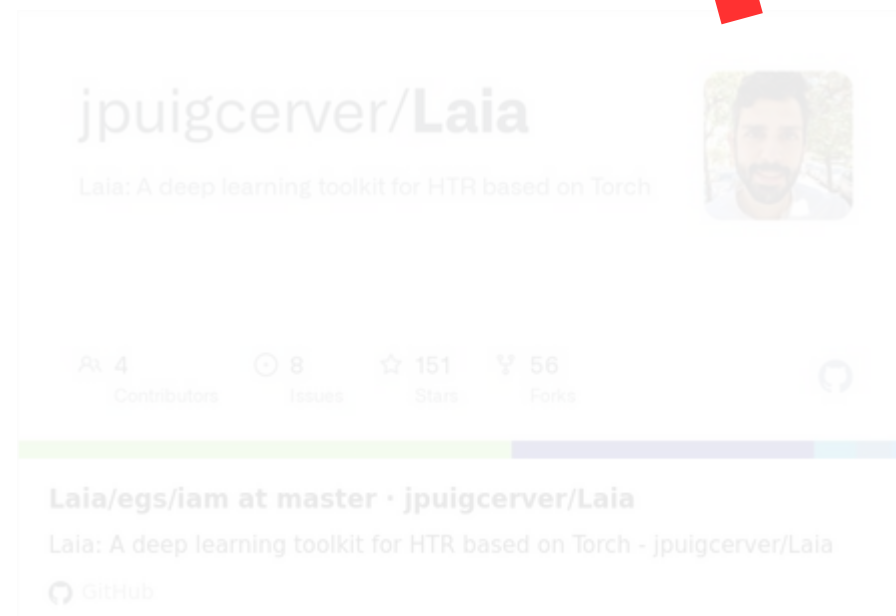 jpuigcerver/Laia
Laia: A deep learning toolkit for HTR based on Torch
4
Contributors
8
Issues
151
Stars
56
Forks
Laia/egs/iam at master · jpuigcerver/Laia
Laia: A deep learning toolkit for HTR based on Torch - jpuigcerver/Laia
GitHub